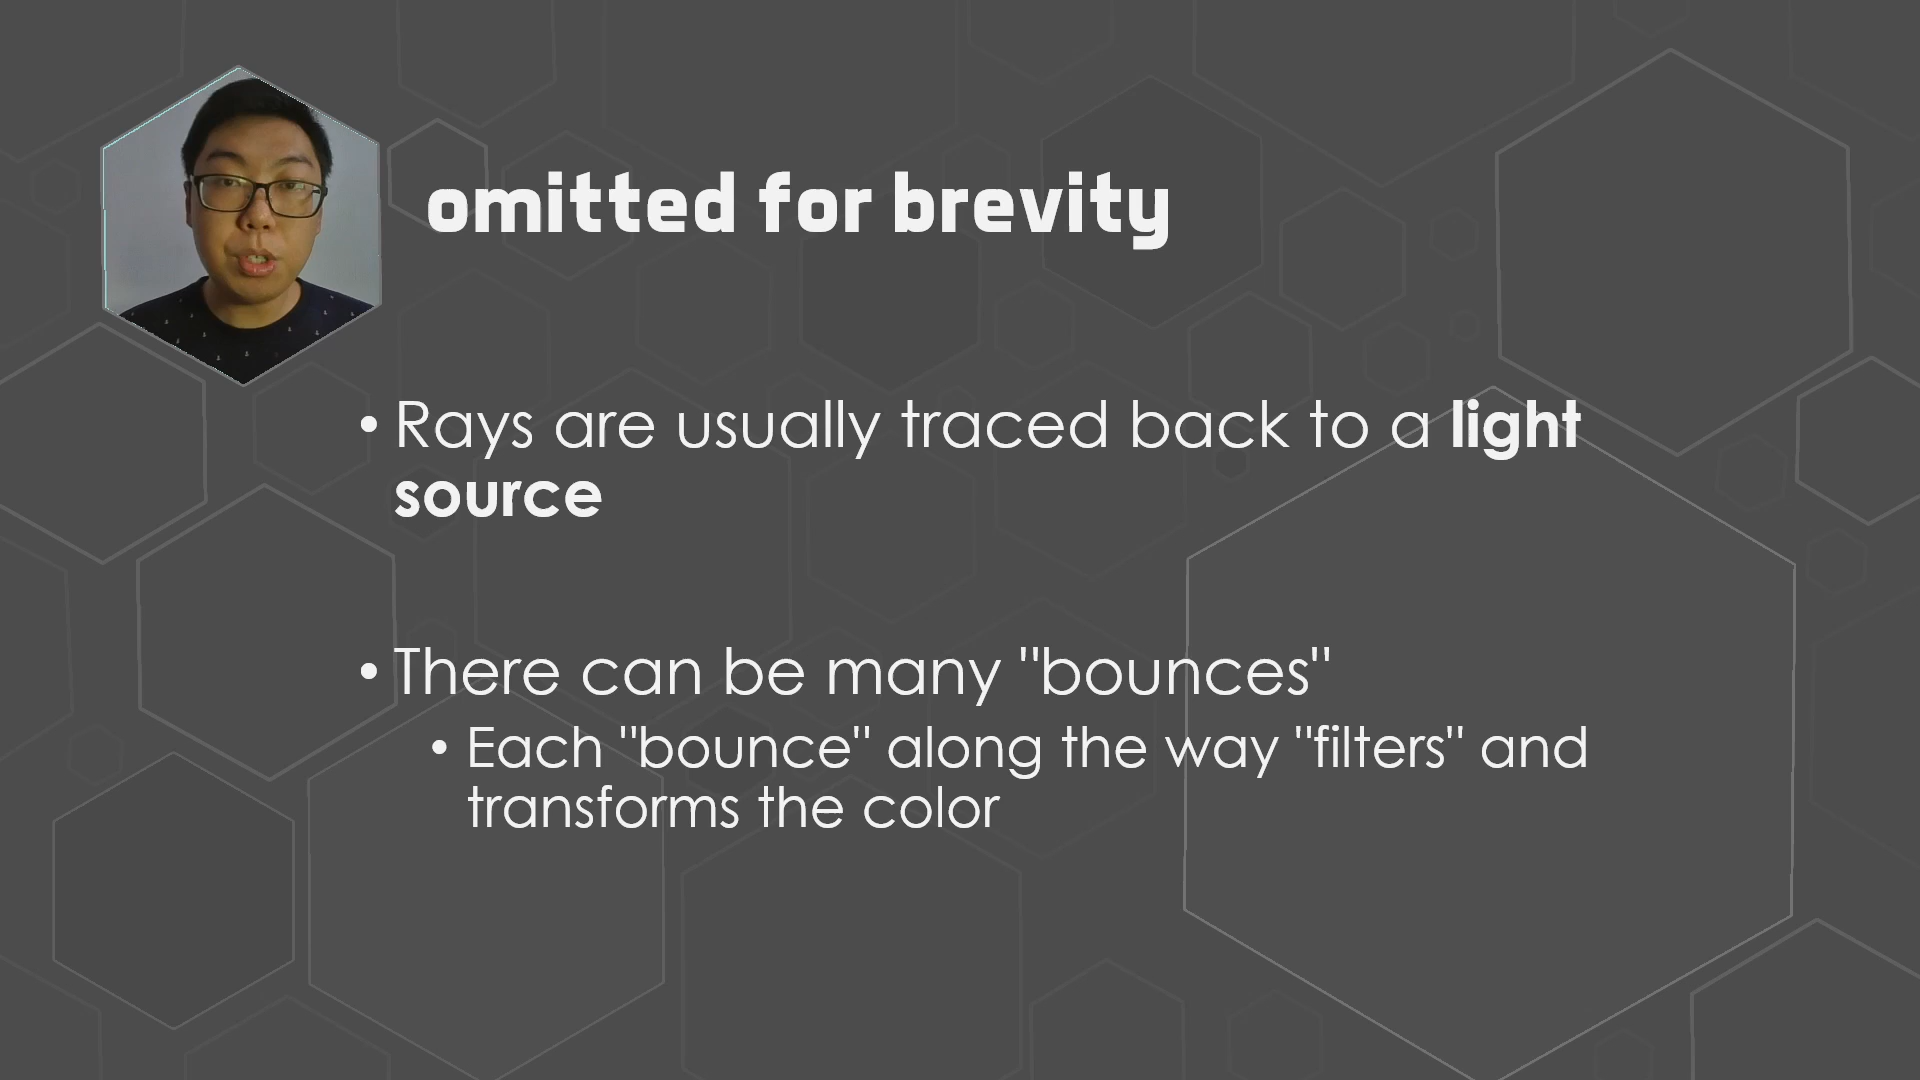 omitted for brevity
• Rays are usually traced back to a light
source
• There can be many "bounces"
• Each "bounce" along the way "filters" and
transforms the color